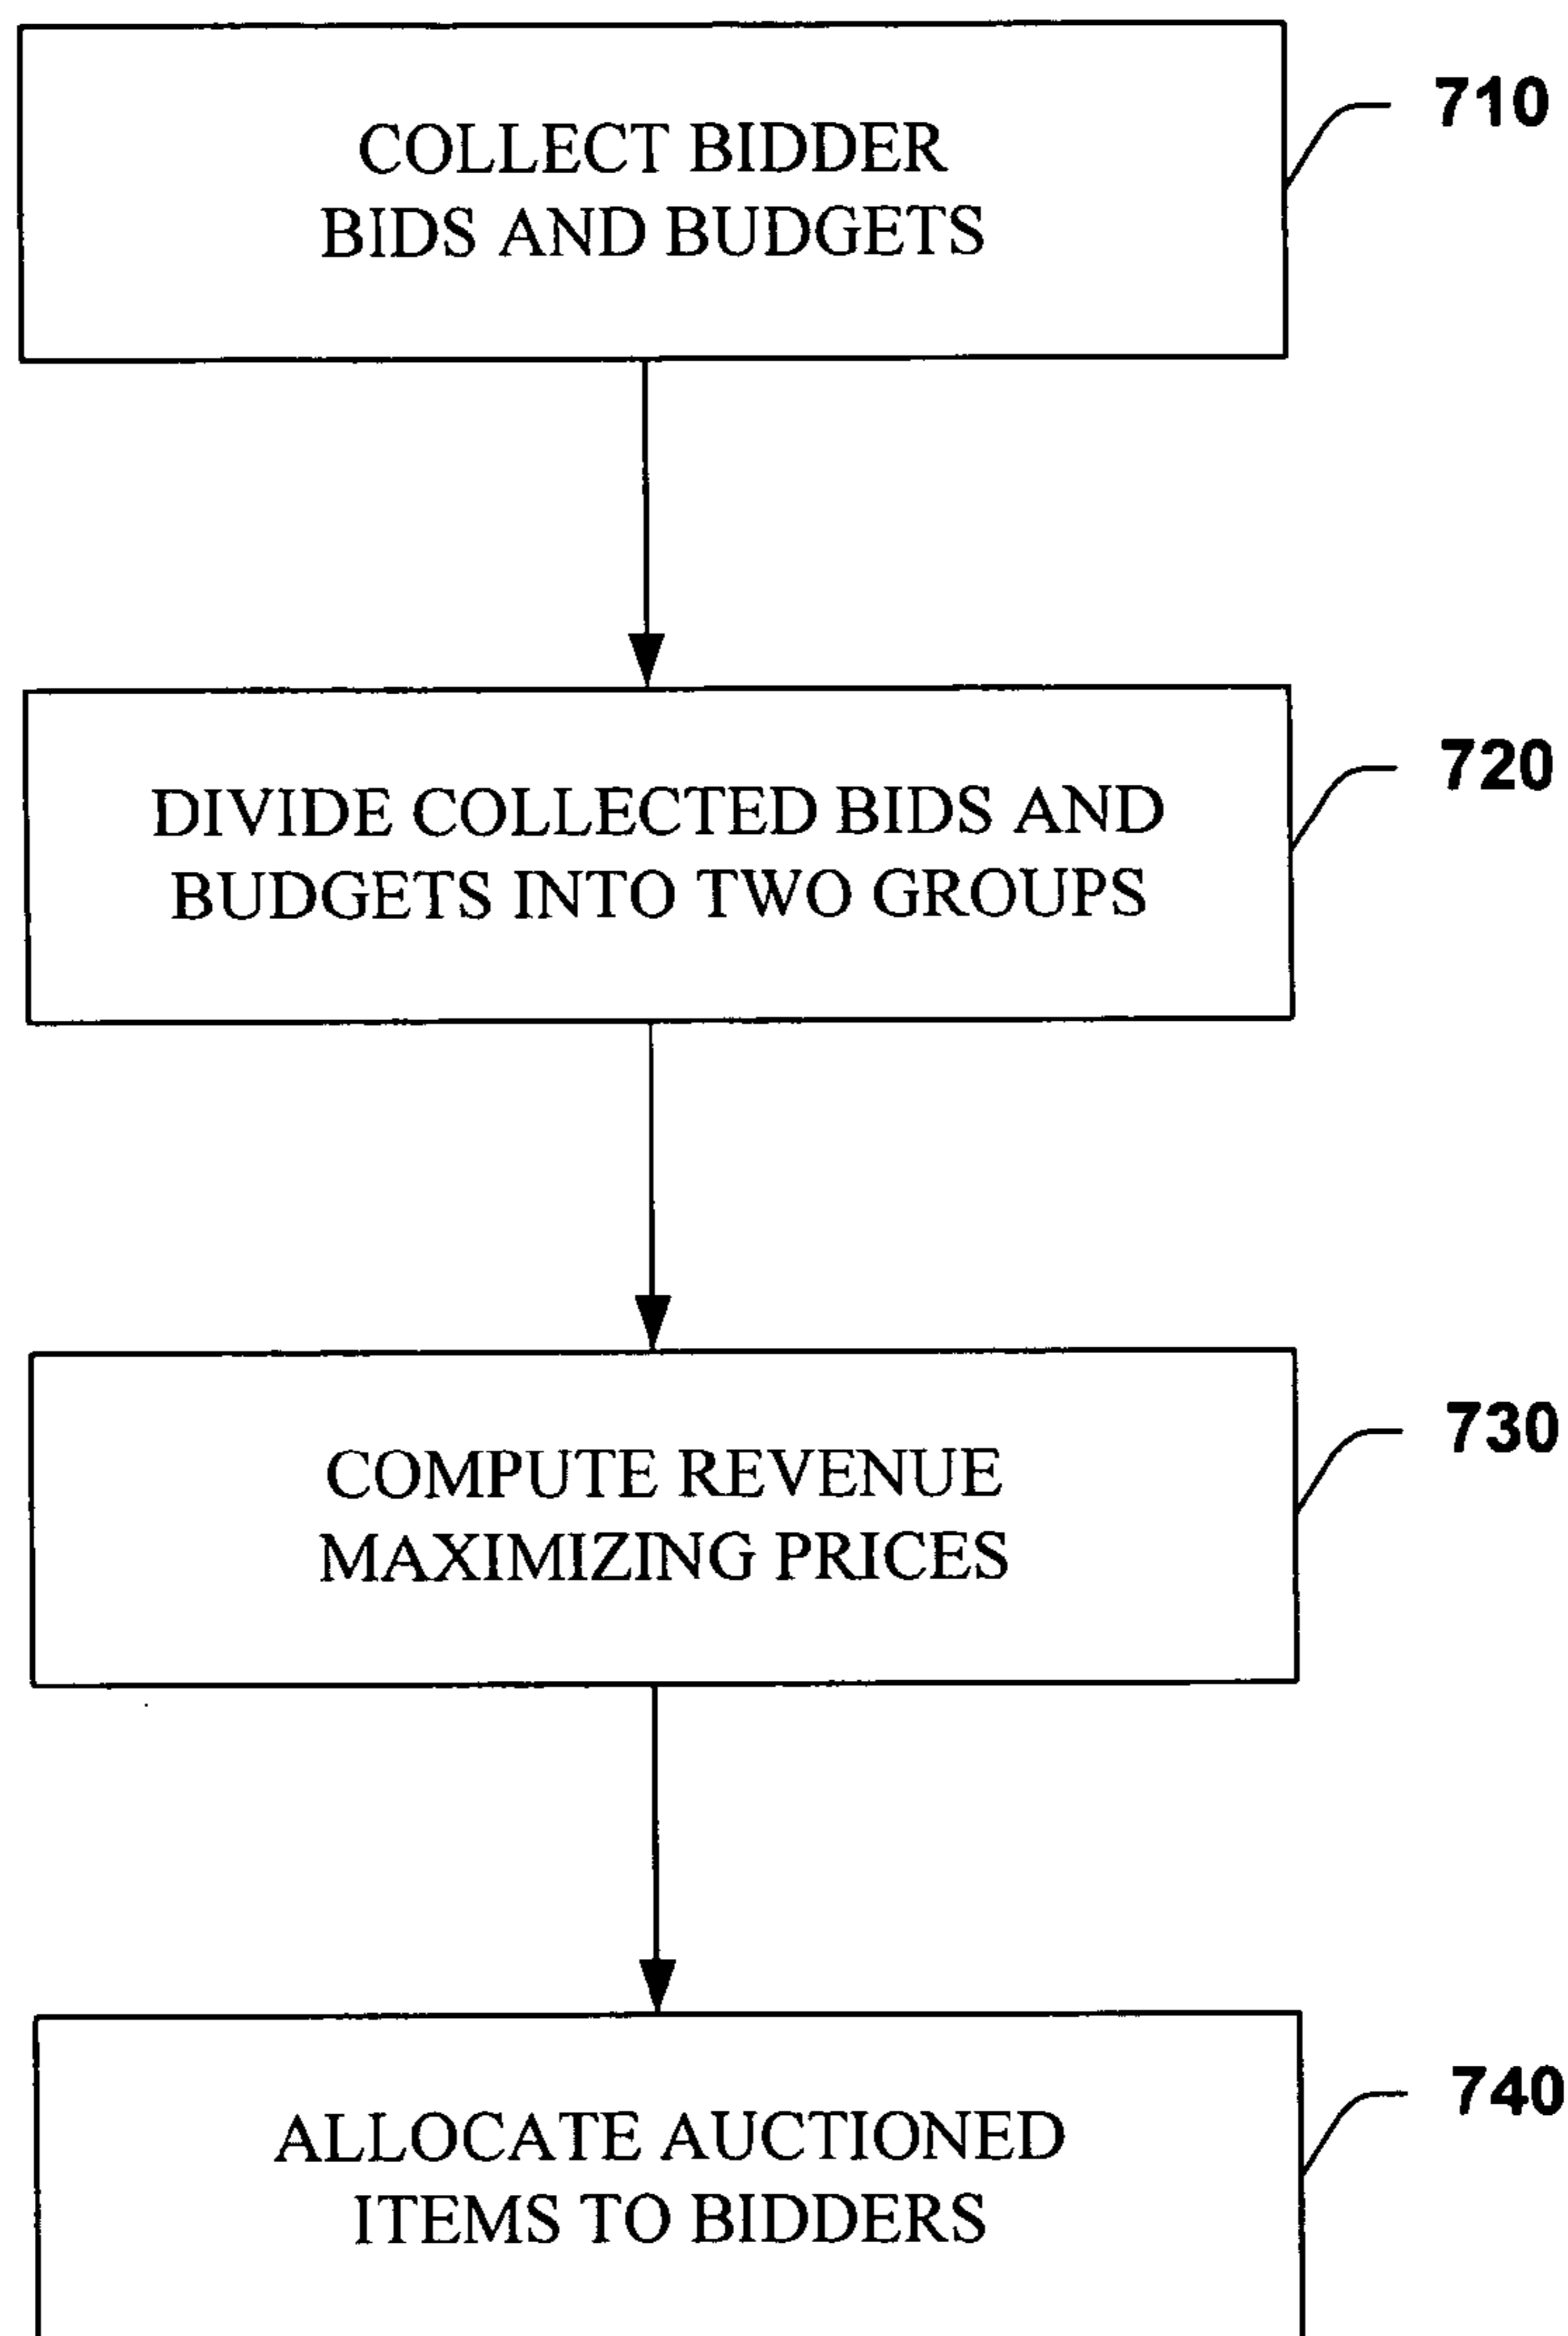 COLLECT BIDDER
BIDS AND BUDGETS
710
DIVIDE COLLECTED BIDS AND
BUDGETS INTO TWO GROUPS
720
COMPUTE REVENUE
MAXIMIZING PRICES
730
ALLOCATE AUCTIONED
ITEMS TO BIDDERS
740